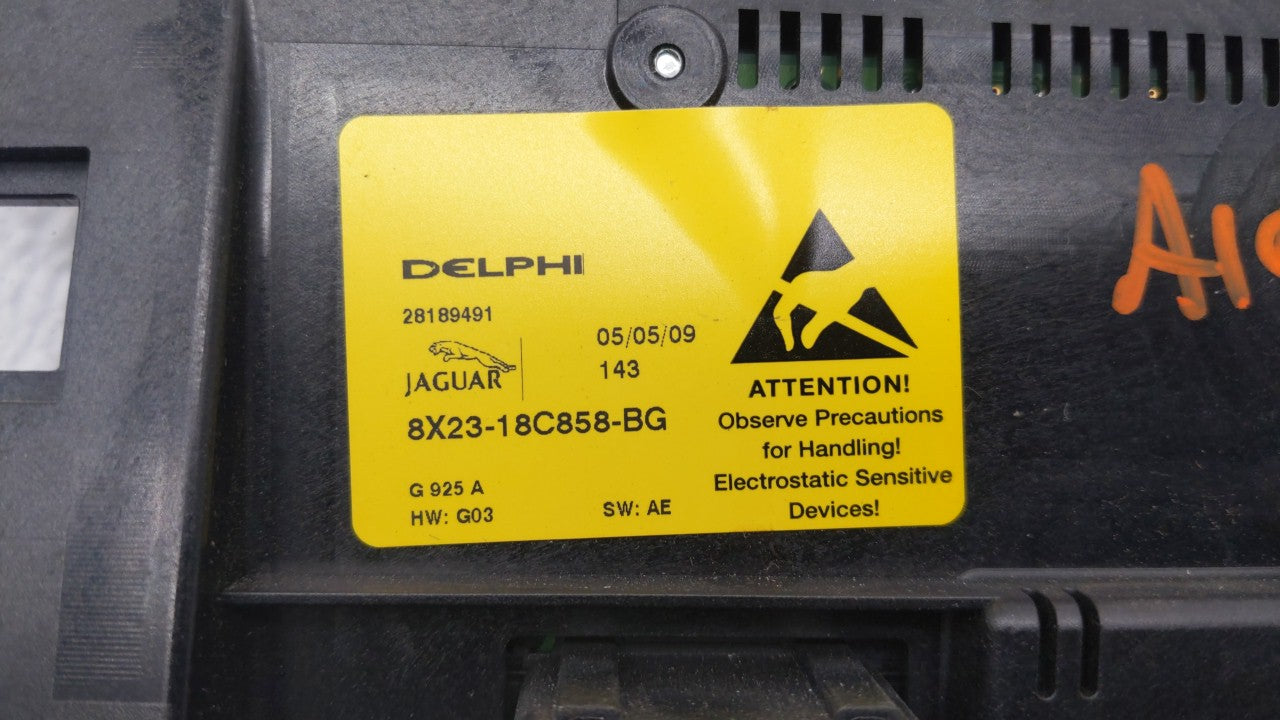 DELPHI
28189491
05/05/09
JAGUAR
143
8X23-18C858-BG
G 925 A
HW: G03
SW: AE
ATTENTION!
Observe Precautions
for Handling!
Electrostatic Sensitive
Devices!